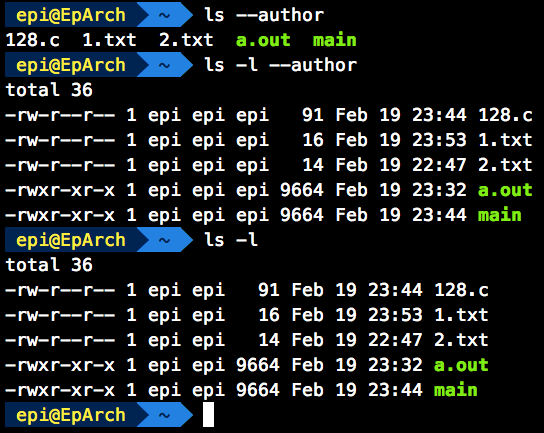 epi@EpArch ~ ls --author
128.c 1.txt 2.txt a.out main
epi@EpArch ~ ls -l --author
total 36
-rw-r--r-- 1 epi epi epi   91 Feb 19 23:44 128.c
-rw-r--r-- 1 epi epi epi   16 Feb 19 23:53 1.txt
-rw-r--r-- 1 epi epi epi   14 Feb 19 22:47 2.txt
-rwxr-xr-x 1 epi epi epi 9664 Feb 19 23:32 a.out
-rwxr-xr-x 1 epi epi epi 9664 Feb 19 23:44 main
epi@EpArch ~ ls -l
total 36
-rw-r--r-- 1 epi epi   91 Feb 19 23:44 128.c
-rw-r--r-- 1 epi epi   16 Feb 19 23:53 1.txt
-rw-r--r-- 1 epi epi   14 Feb 19 22:47 2.txt
-rwxr-xr-x 1 epi epi 9664 Feb 19 23:32 a.out
-rwxr-xr-x 1 epi epi 9664 Feb 19 23:44 main
epi@EpArch ~